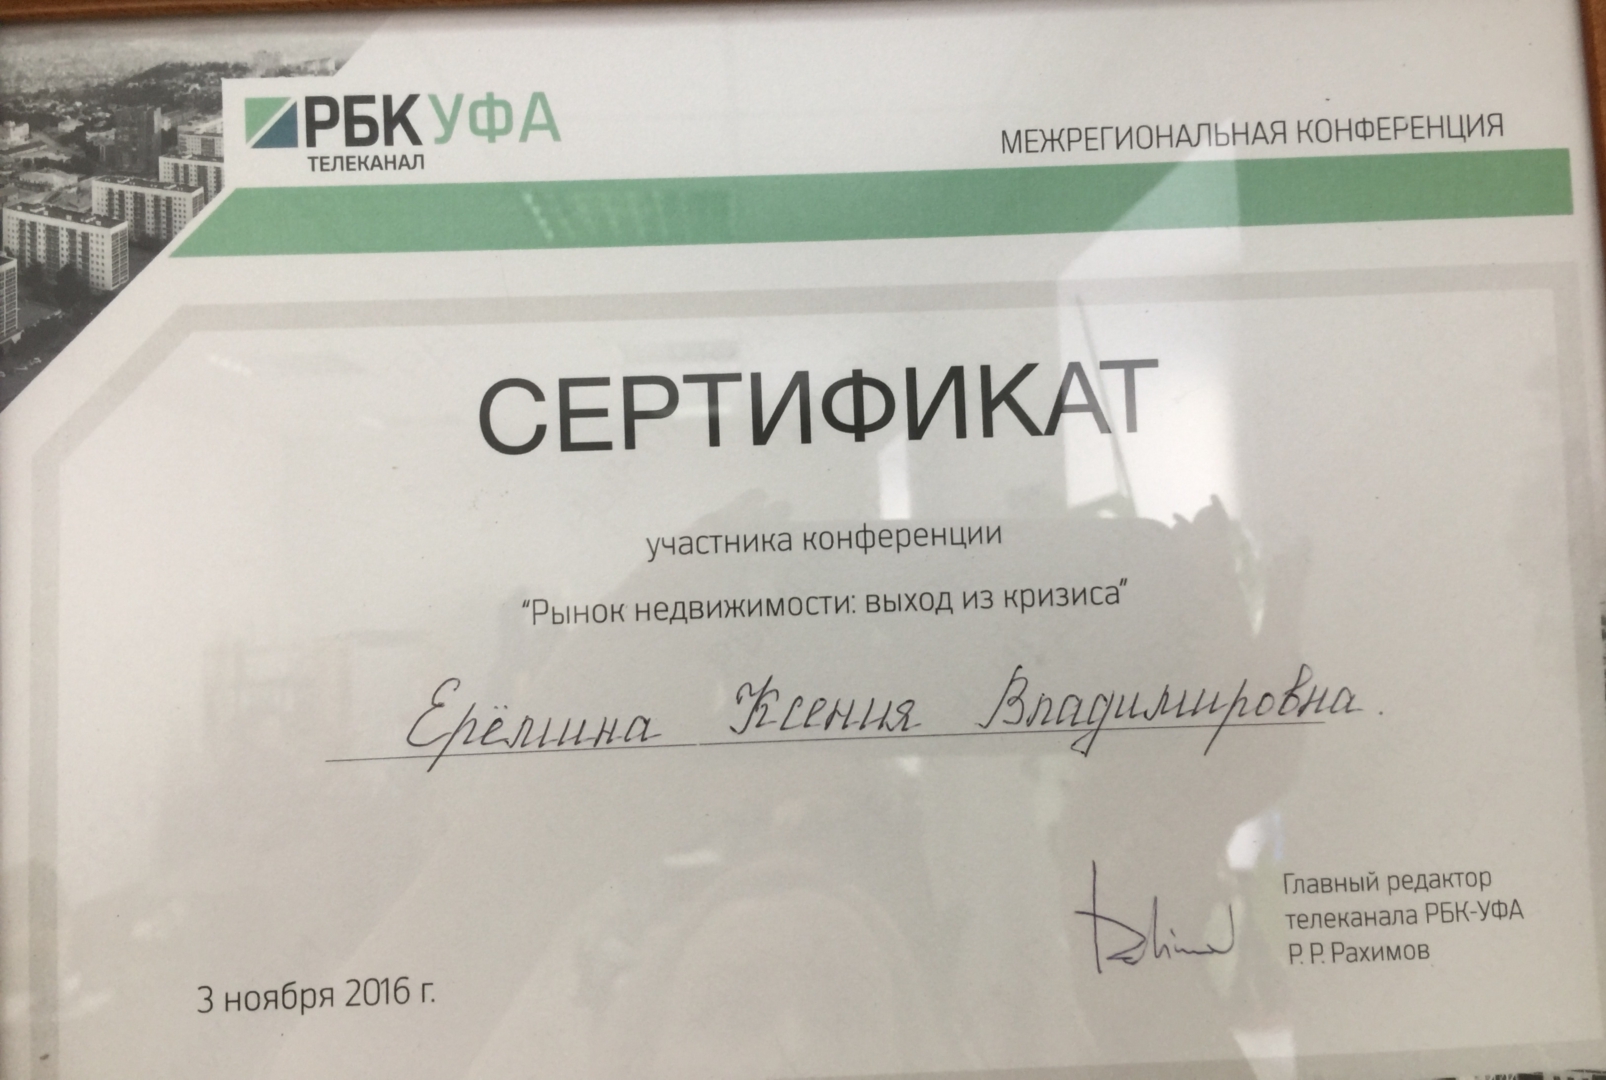 РБК УФА
ТЕЛЕКАНАЛ
МЕЖРЕГИОНАЛЬНАЯ КОНФЕРЕНЦИЯ
СЕРТИФИКАТ
участника конференции
“Рынок недвижимости: выход из кризиса”
Ерёмина Ксения Владимировна.
Главный редактор
телеканала РБК-УФА
Р. Р. Рахимов
3 ноября 2016 г.